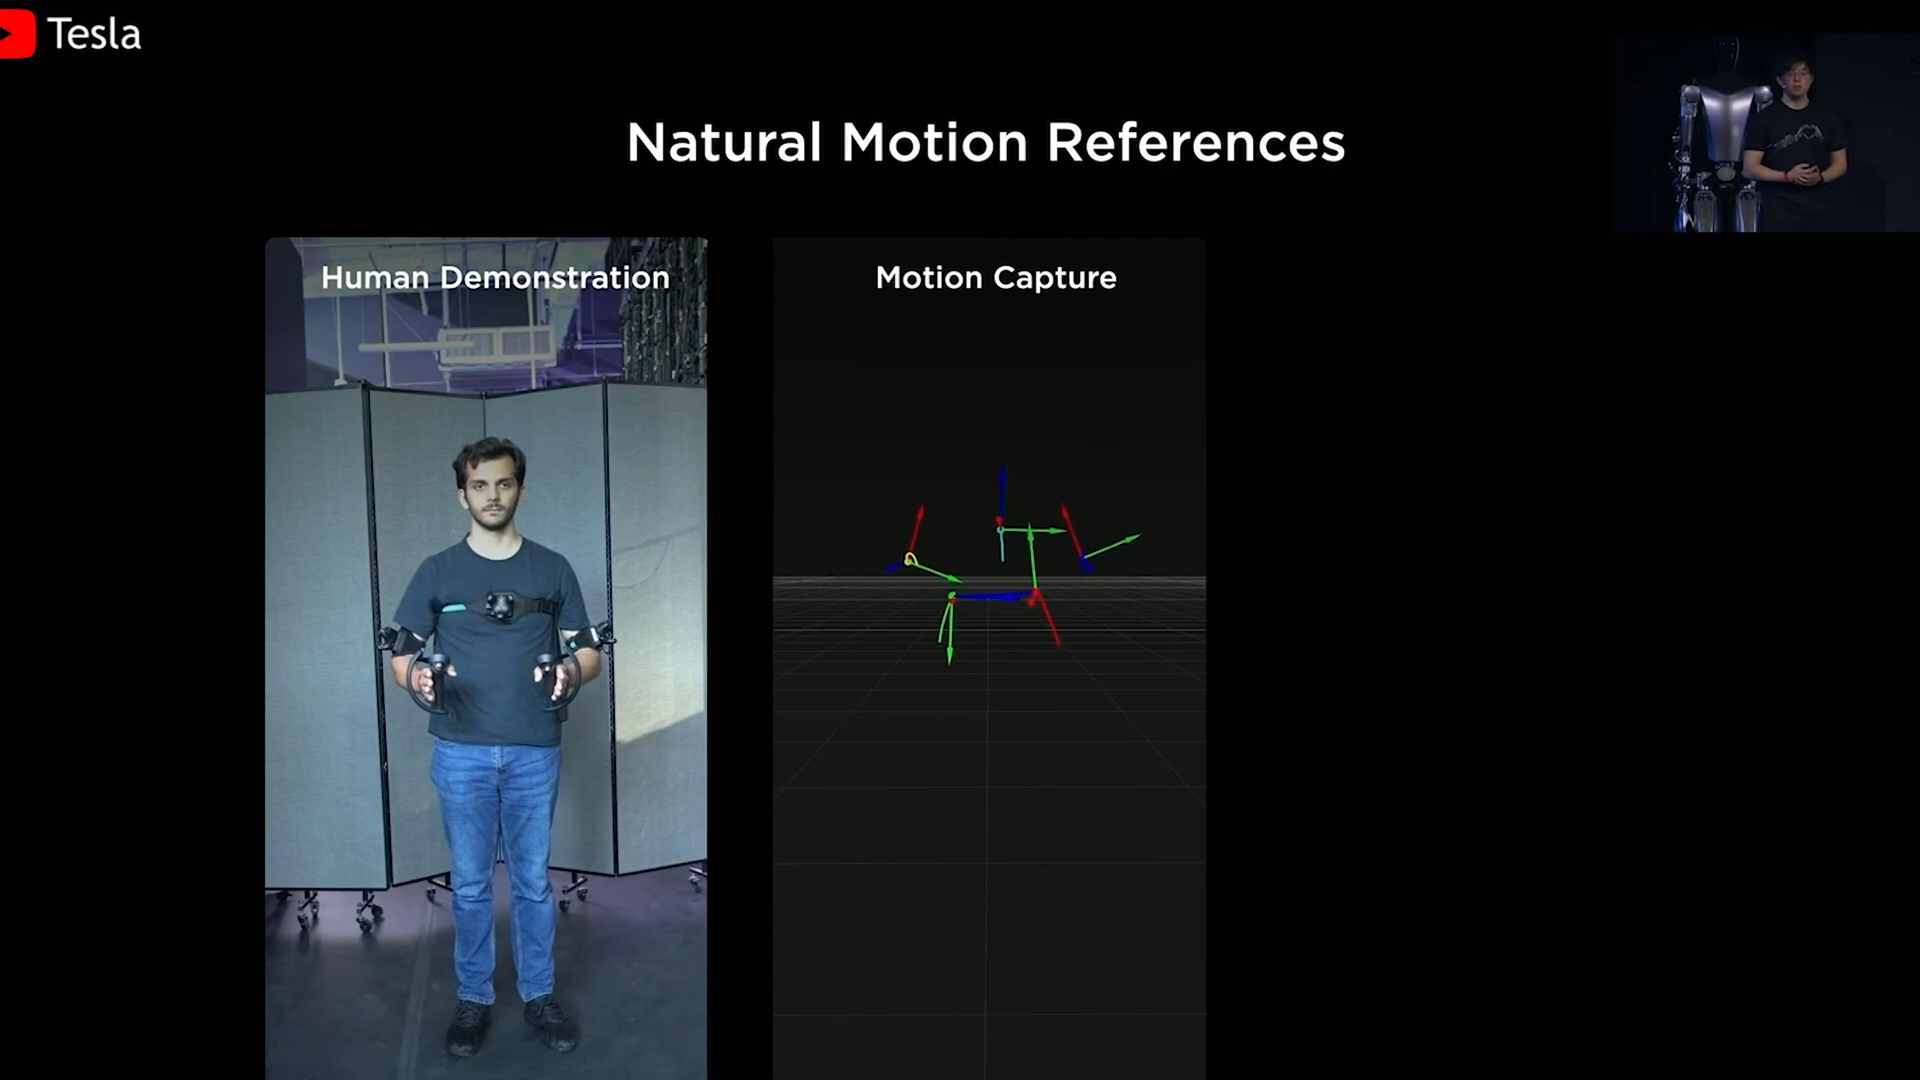 Tesla
Natural Motion References
Human Demonstration
Motion Capture